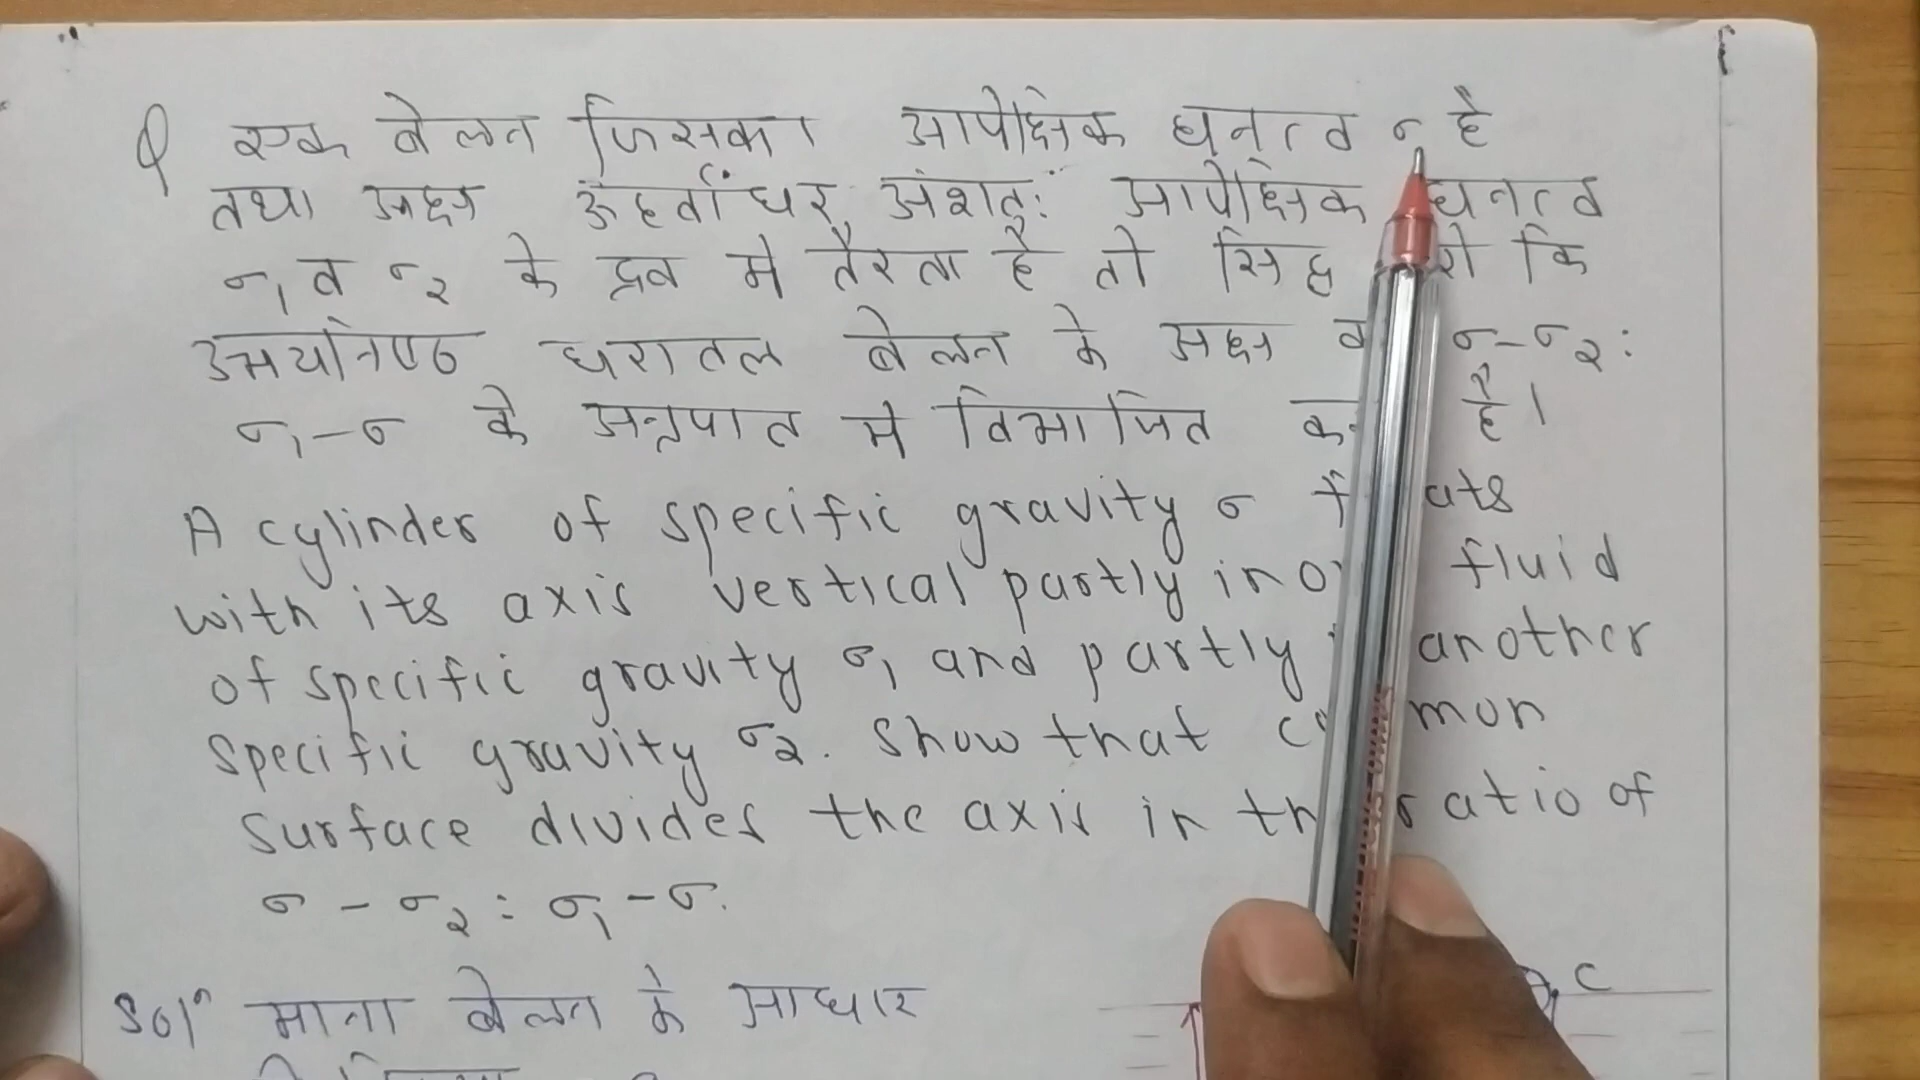 Q एक बेलन जिसका आपेक्षिक घनत्व σ है
तथा अक्ष ऊर्ध्वाधर, अंशतः आपेक्षिक घनत्व
σ₁ व σ₂ के द्रव मे तैरता है तो सिद्ध कि
उभयनिष्ठ धरातल बेलन के अक्ष σ-σ₂:
σ₁-σ के अनुपात मे विभाजित है।
A cylinder of specific gravity σ
with its axis vertical partly in fluid
of specific gravity σ₁ and partly another
specific gravity σ₂. Show that
surface divides the axis in ratio of
σ - σ₂ : σ₁ - σ.
Solⁿ माना बेलन के आधार
C